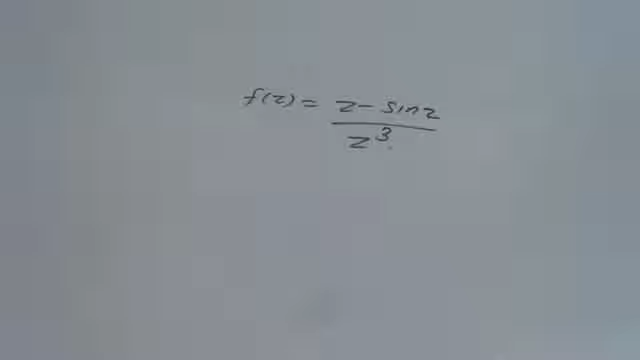 f(z) = z - sin z / z^3